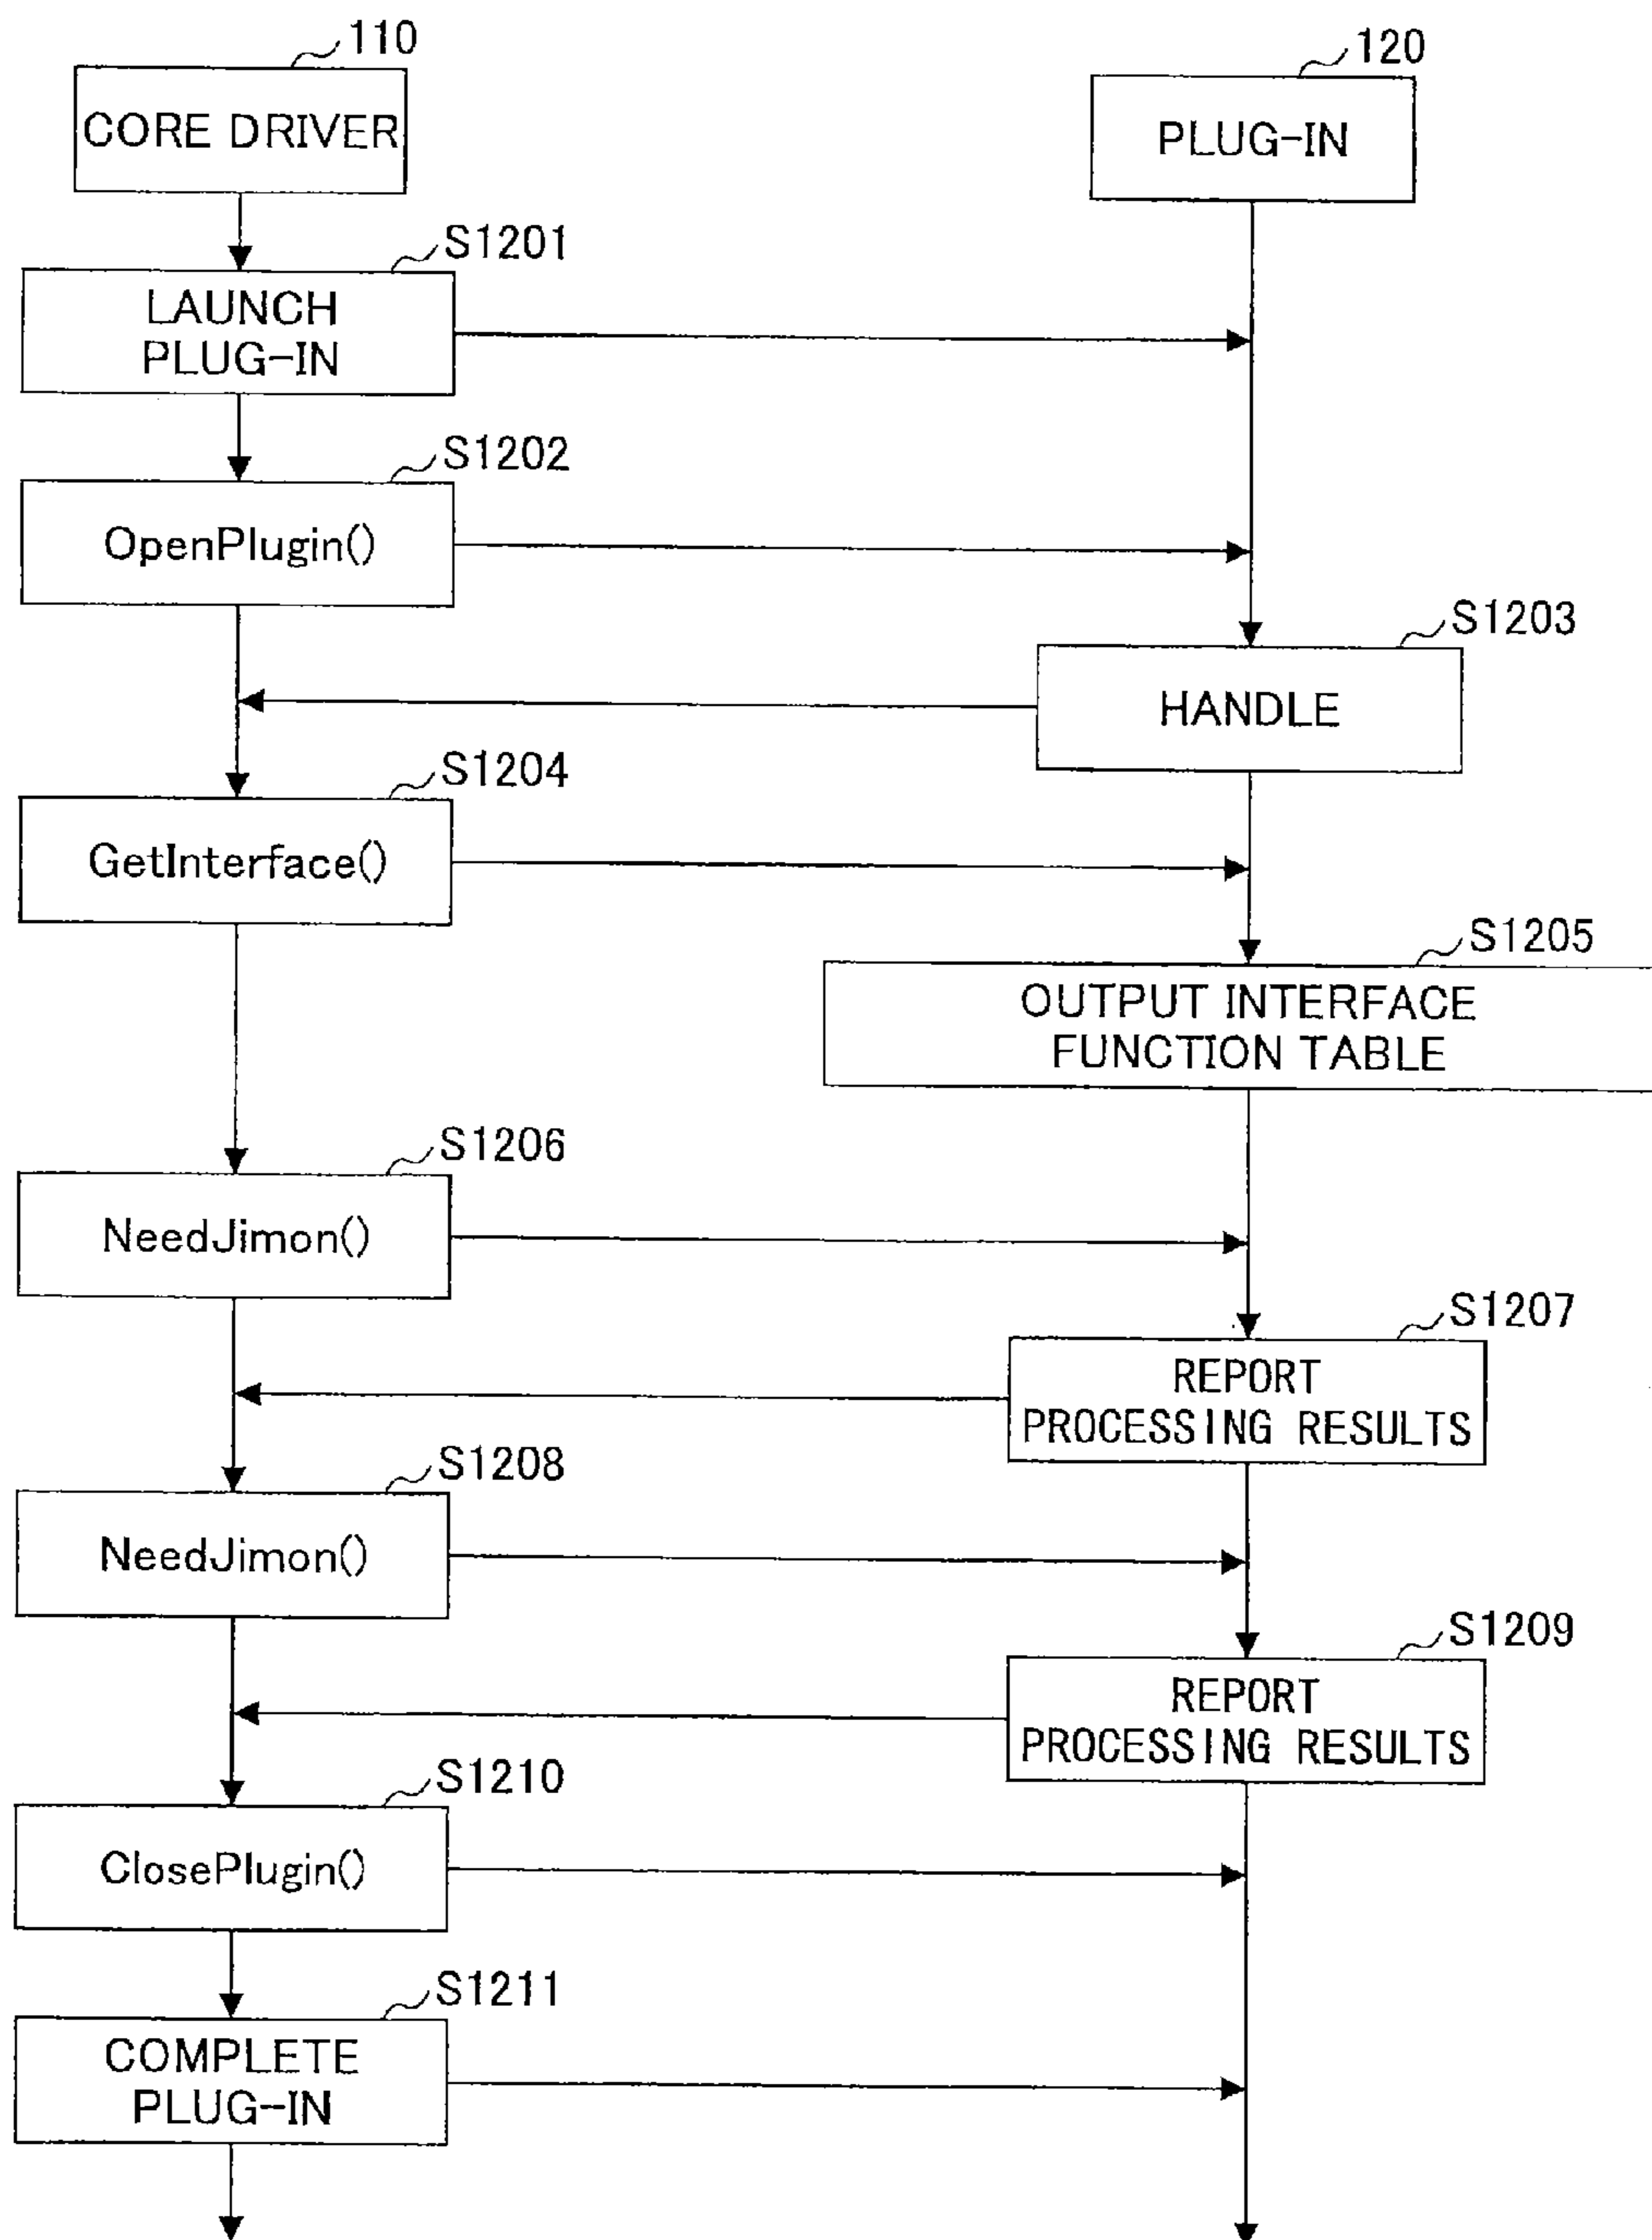 110
CORE DRIVER
120
PLUG-IN
S1201
LAUNCH
PLUG-IN
S1202
OpenPlugin()
S1203
HANDLE
S1204
GetInterface()
S1205
OUTPUT INTERFACE
FUNCTION TABLE
S1206
NeedJimon()
S1207
REPORT
PROCESSING RESULTS
S1208
NeedJimon()
S1209
REPORT
PROCESSING RESULTS
S1210
ClosePlugin()
S1211
COMPLETE
PLUG-IN